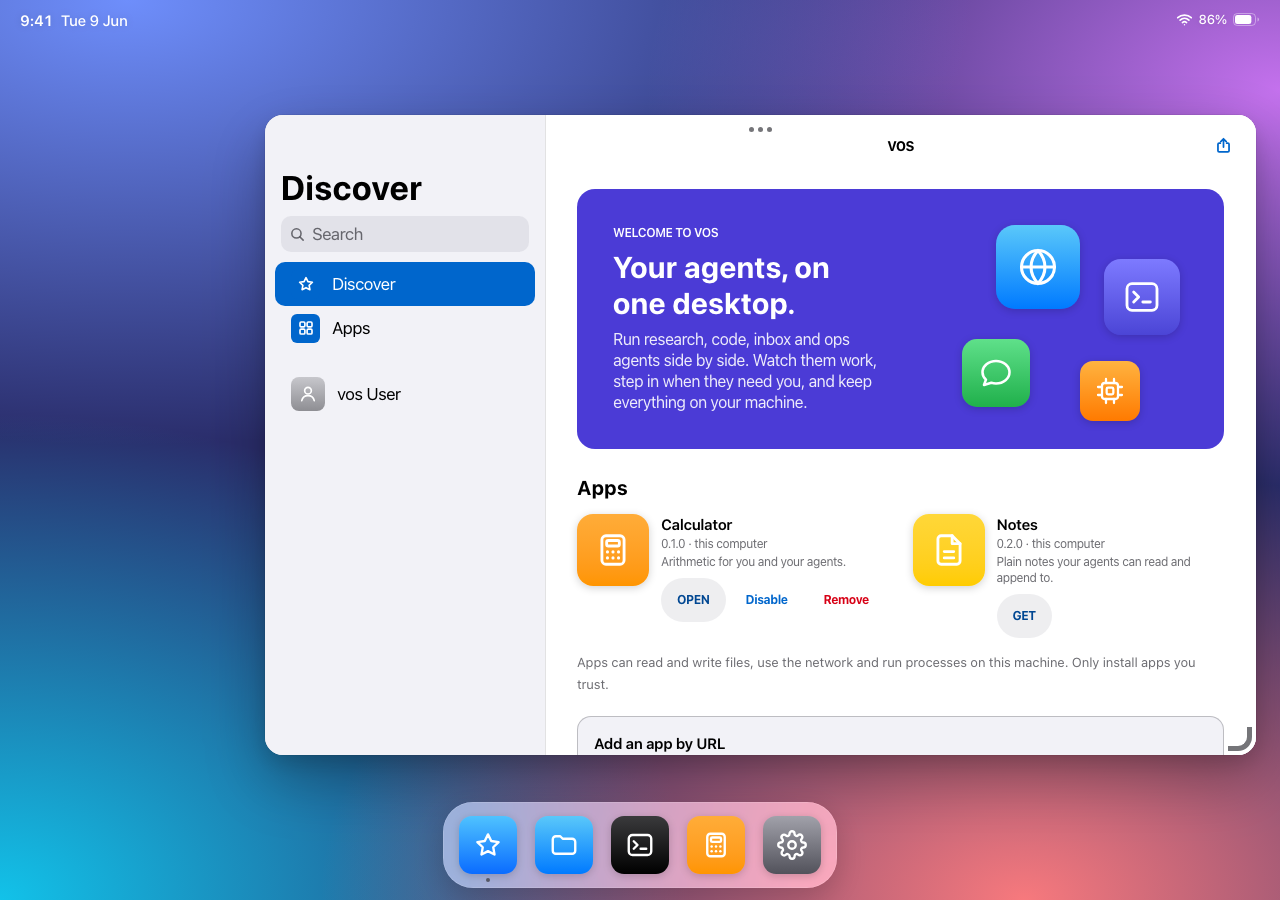 9:41 Tue 9 Jun
86%
Discover
Search
Discover
Apps
vos User
VOS
WELCOME TO VOS
Your agents, on
one desktop.
Run research, code, inbox and ops
agents side by side. Watch them work,
step in when they need you, and keep
everything on your machine.
Apps
Calculator
0.1.0 · this computer
Arithmetic for you and your agents.
OPEN Disable Remove
Notes
0.2.0 · this computer
Plain notes your agents can read and
append to.
GET
Apps can read and write files, use the network and run processes on this machine. Only install apps you
trust.
Add an app by URL